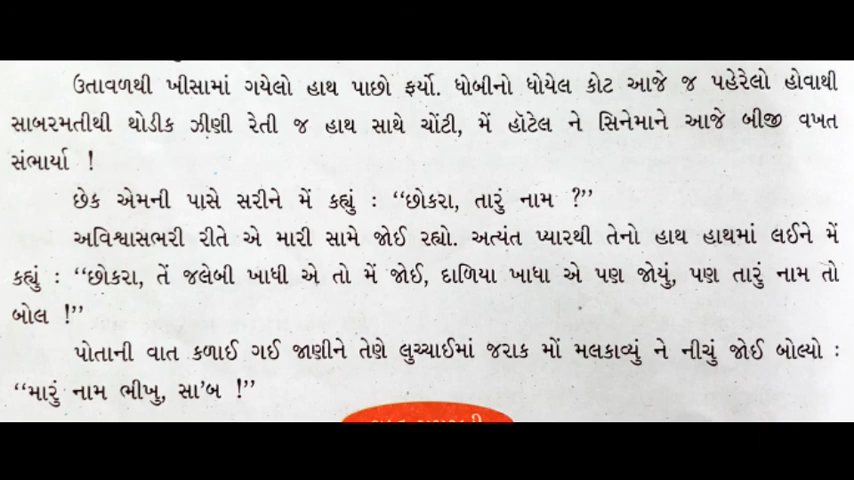 ઉતાવળથી ખીસામાં ગયેલો હાથ પાછો ફર્યો. ધોબીનો ધોયેલ કોટ આજે જ પહેરેલો હોવાથી
સાબરમતીથી થોડીક ઝીણી રેતી જ હાથ સાથે ચોંટી, મેં હૉટેલ ને સિનેમાને આજે બીજી વખત
સંભાર્યા !
છેક એમની પાસે સરીને મેં કહ્યું : “છોકરા, તારું નામ ?”
અવિશ્વાસભરી રીતે એ મારી સામે જોઈ રહ્યો. અત્યંત પ્યારથી તેનો હાથ હાથમાં લઈને મેં
કહ્યું : “છોકરા, તેં જલેબી ખાધી એ તો મેં જોઈ, દાળિયા ખાધા એ પણ જોયું, પણ તારું નામ તો
બોલ !”
પોતાની વાત કળાઈ ગઈ જાણીને તેણે લુચ્ચાઈમાં જરાક મોં મલકાવ્યું ને નીચું જોઈ બોલ્યો :
“મારું નામ ભીખુ, સા'બ !”